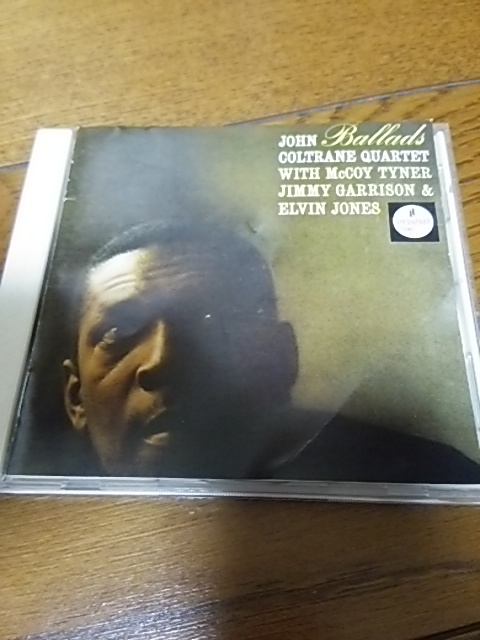 JOHN Ballads
COLTRANE QUARTET
WITH McCOY TYNER
JIMMY GARRISON &
ELVIN JONES